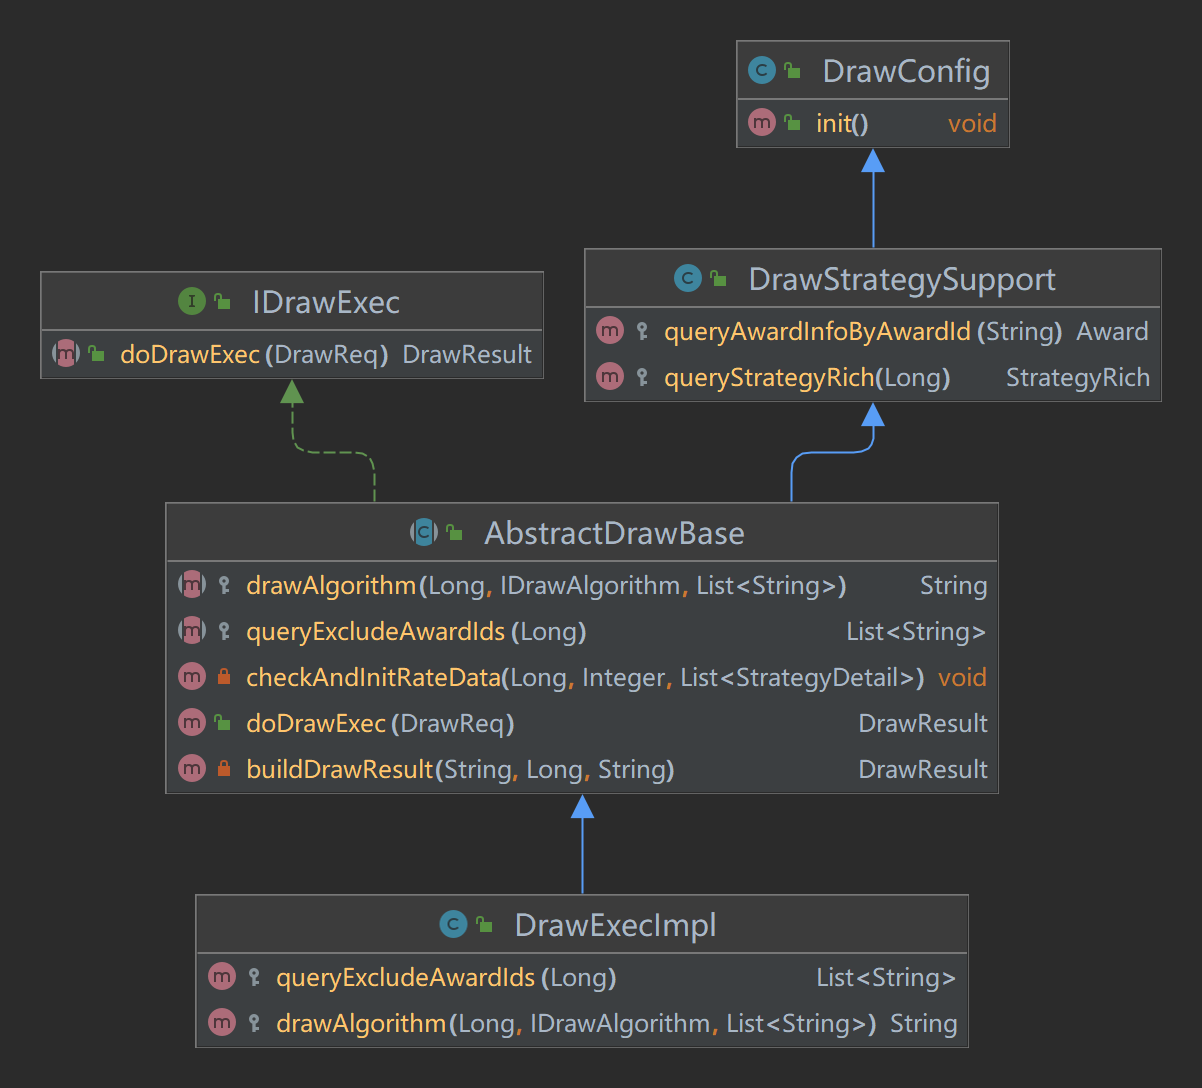 DrawConfig
init() void
DrawStrategySupport
queryAwardInfoByAwardId(String) Award
queryStrategyRich(Long) StrategyRich
IDrawExec
doDrawExec(DrawReq) DrawResult
AbstractDrawBase
drawAlgorithm(Long, IDrawAlgorithm, List<String>) String
queryExcludeAwardIds(Long) List<String>
checkAndInitRateData(Long, Integer, List<StrategyDetail>) void
doDrawExec(DrawReq) DrawResult
buildDrawResult(String, Long, String) DrawResult
DrawExecImpl
queryExcludeAwardIds(Long) List<String>
drawAlgorithm(Long, IDrawAlgorithm, List<String>) String